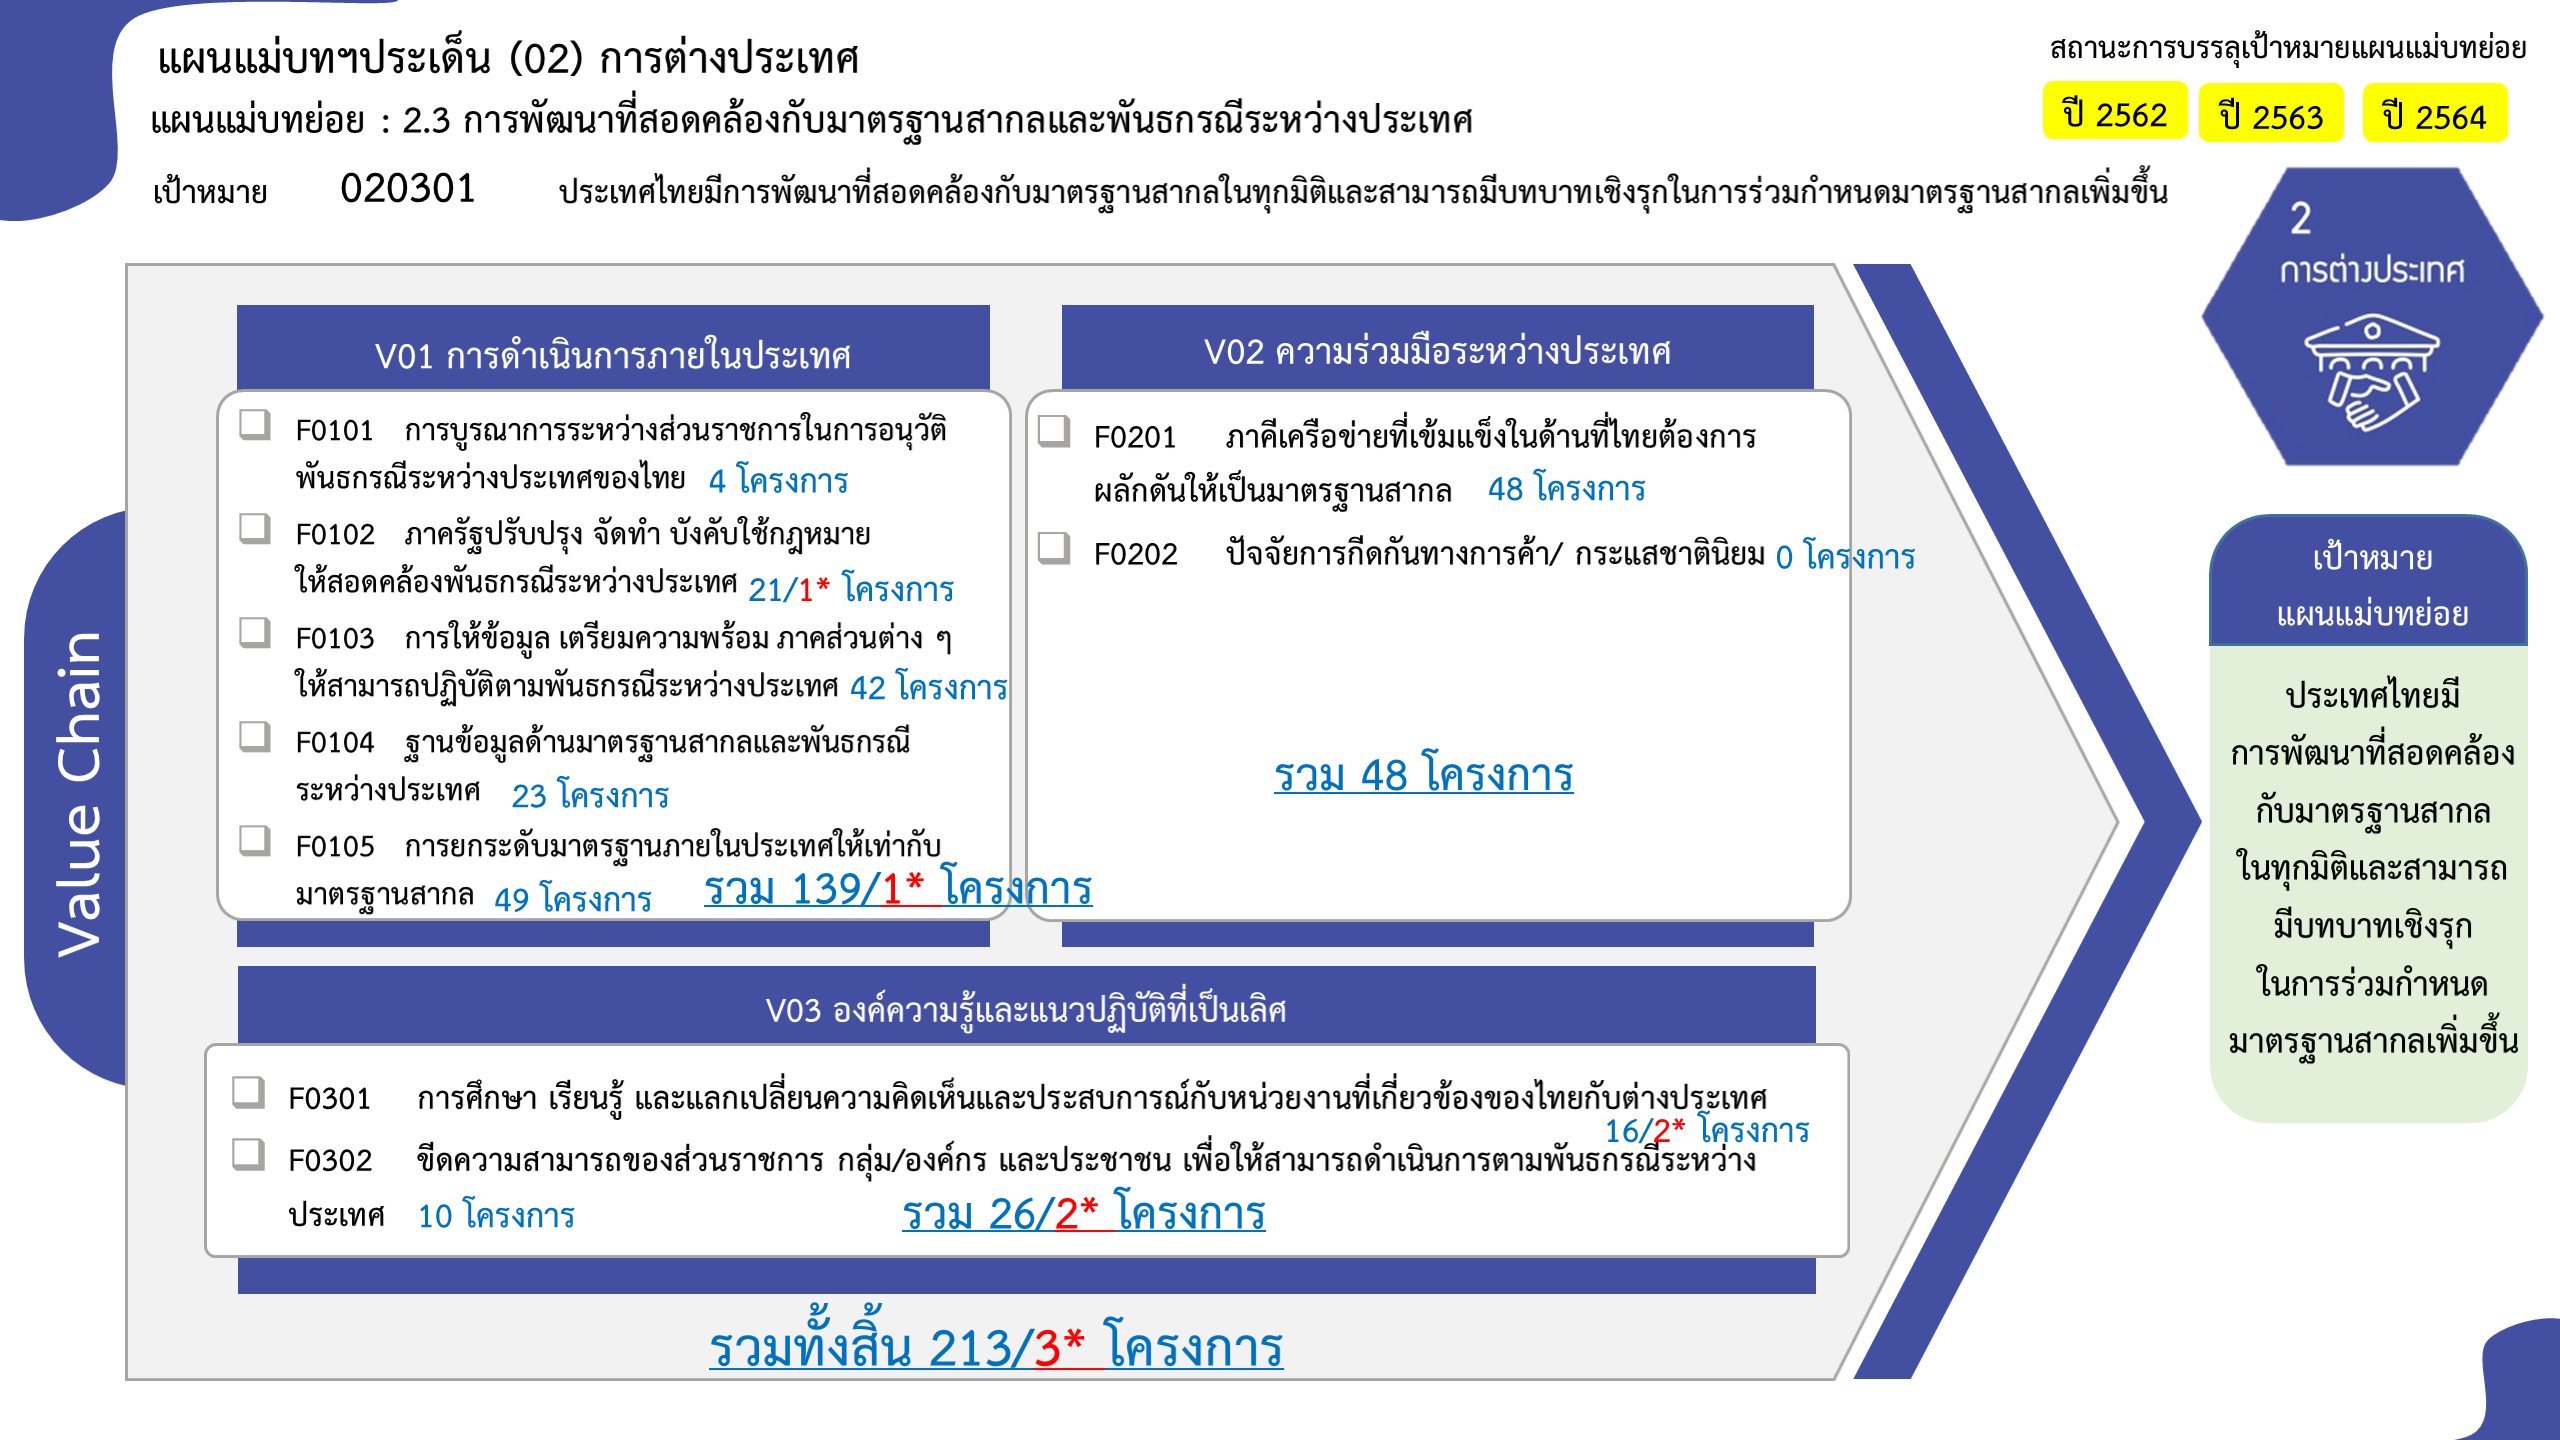 แผนแม่บทฯประเด็น (02) การต่างประเทศ
สถานะการบรรลุเป้าหมายแผนแม่บทย่อย
ปี 2562
ปี 2563
ปี 2564
แผนแม่บทย่อย : 2.3 การพัฒนาที่สอดคล้องกับมาตรฐานสากลและพันธกรณีระหว่างประเทศ
เป้าหมาย 020301 ประเทศไทยมีการพัฒนาที่สอดคล้องกับมาตรฐานสากลในทุกมิติและสามารถมีบทบาทเชิงรุกในการร่วมกำหนดมาตรฐานสากลเพิ่มขึ้น
2
การต่างประเทศ
Value Chain
V01 การดำเนินการภายในประเทศ
F0101 การบูรณาการระหว่างส่วนราชการในการอนุวัติ
พันธกรณีระหว่างประเทศของไทย 4 โครงการ
F0102 ภาครัฐปรับปรุง จัดทำ บังคับใช้กฎหมาย
ให้สอดคล้องพันธกรณีระหว่างประเทศ 21/1* โครงการ
F0103 การให้ข้อมูล เตรียมความพร้อม ภาคส่วนต่าง ๆ
ให้สามารถปฏิบัติตามพันธกรณีระหว่างประเทศ 42 โครงการ
F0104 ฐานข้อมูลด้านมาตรฐานสากลและพันธกรณี
ระหว่างประเทศ 23 โครงการ
F0105 การยกระดับมาตรฐานภายในประเทศให้เท่ากับ
มาตรฐานสากล 49 โครงการ
รวม 139/1* โครงการ
V02 ความร่วมมือระหว่างประเทศ
F0201 ภาคีเครือข่ายที่เข้มแข็งในด้านที่ไทยต้องการ
ผลักดันให้เป็นมาตรฐานสากล 48 โครงการ
F0202 ปัจจัยการกีดกันทางการค้า/ กระแสชาตินิยม 0 โครงการ
รวม 48 โครงการ
V03 องค์ความรู้และแนวปฏิบัติที่เป็นเลิศ
F0301 การศึกษา เรียนรู้ และแลกเปลี่ยนความคิดเห็นและประสบการณ์กับหน่วยงานที่เกี่ยวข้องของไทยกับต่างประเทศ
16/2* โครงการ
F0302 ขีดความสามารถของส่วนราชการ กลุ่ม/องค์กร และประชาชน เพื่อให้สามารถดำเนินการตามพันธกรณีระหว่าง
ประเทศ 10 โครงการ
รวม 26/2* โครงการ
รวมทั้งสิ้น 213/3* โครงการ
เป้าหมาย
แผนแม่บทย่อย
ประเทศไทยมี
การพัฒนาที่สอดคล้อง
กับมาตรฐานสากล
ในทุกมิติและสามารถ
มีบทบาทเชิงรุก
ในการร่วมกำหนด
มาตรฐานสากลเพิ่มขึ้น